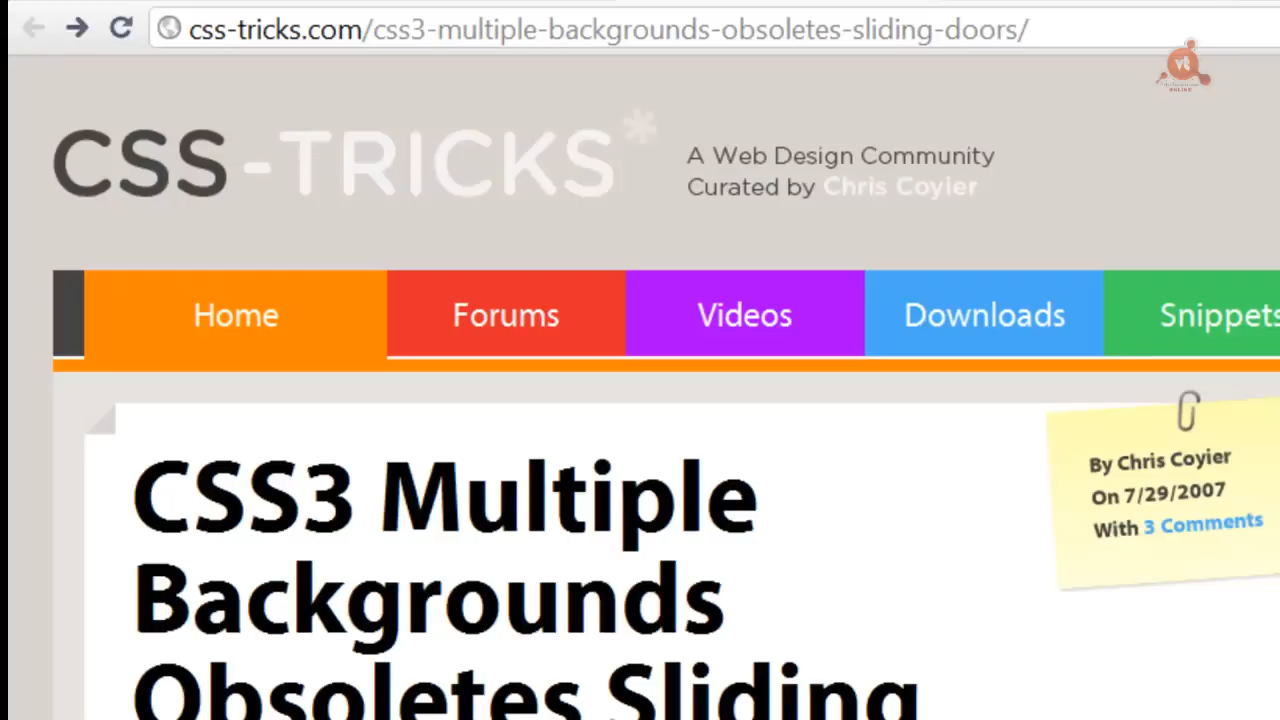 css-tricks.com/css3-multiple-backgrounds-obsoletes-sliding-doors/
vt
ONLINE
CSS-TRICKS*
A Web Design Community
Curated by Chris Coyier
Home Forums Videos Downloads Snippets
By Chris Coyier
On 7/29/2007
With 3 Comments
CSS3 Multiple
Backgrounds
Obsoletes Sliding